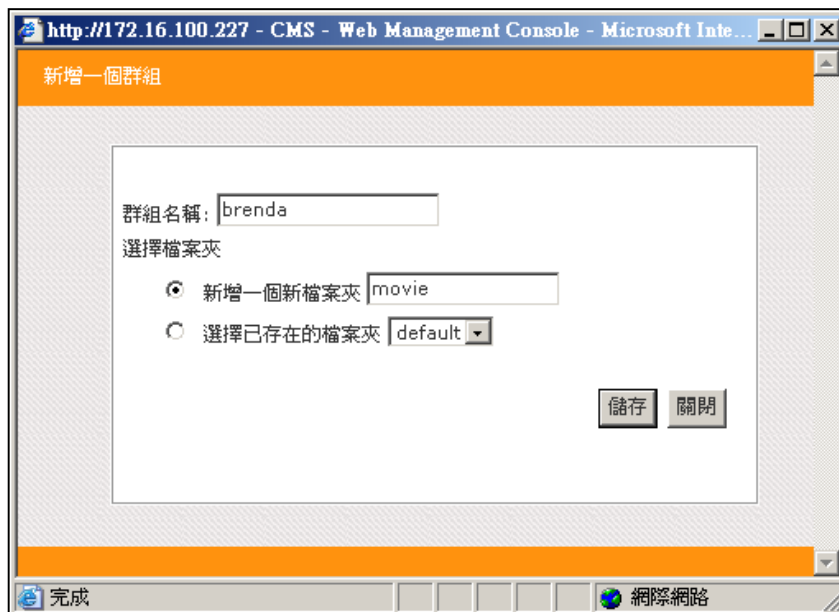 http://172.16.100.227 - CMS - Web Management Console - Microsoft Inte...
新增一個群組
群組名稱: brenda
選擇檔案夾
新增一個新檔案夾 movie
選擇已存在的檔案夾 default
儲存 關閉
完成 網際網路